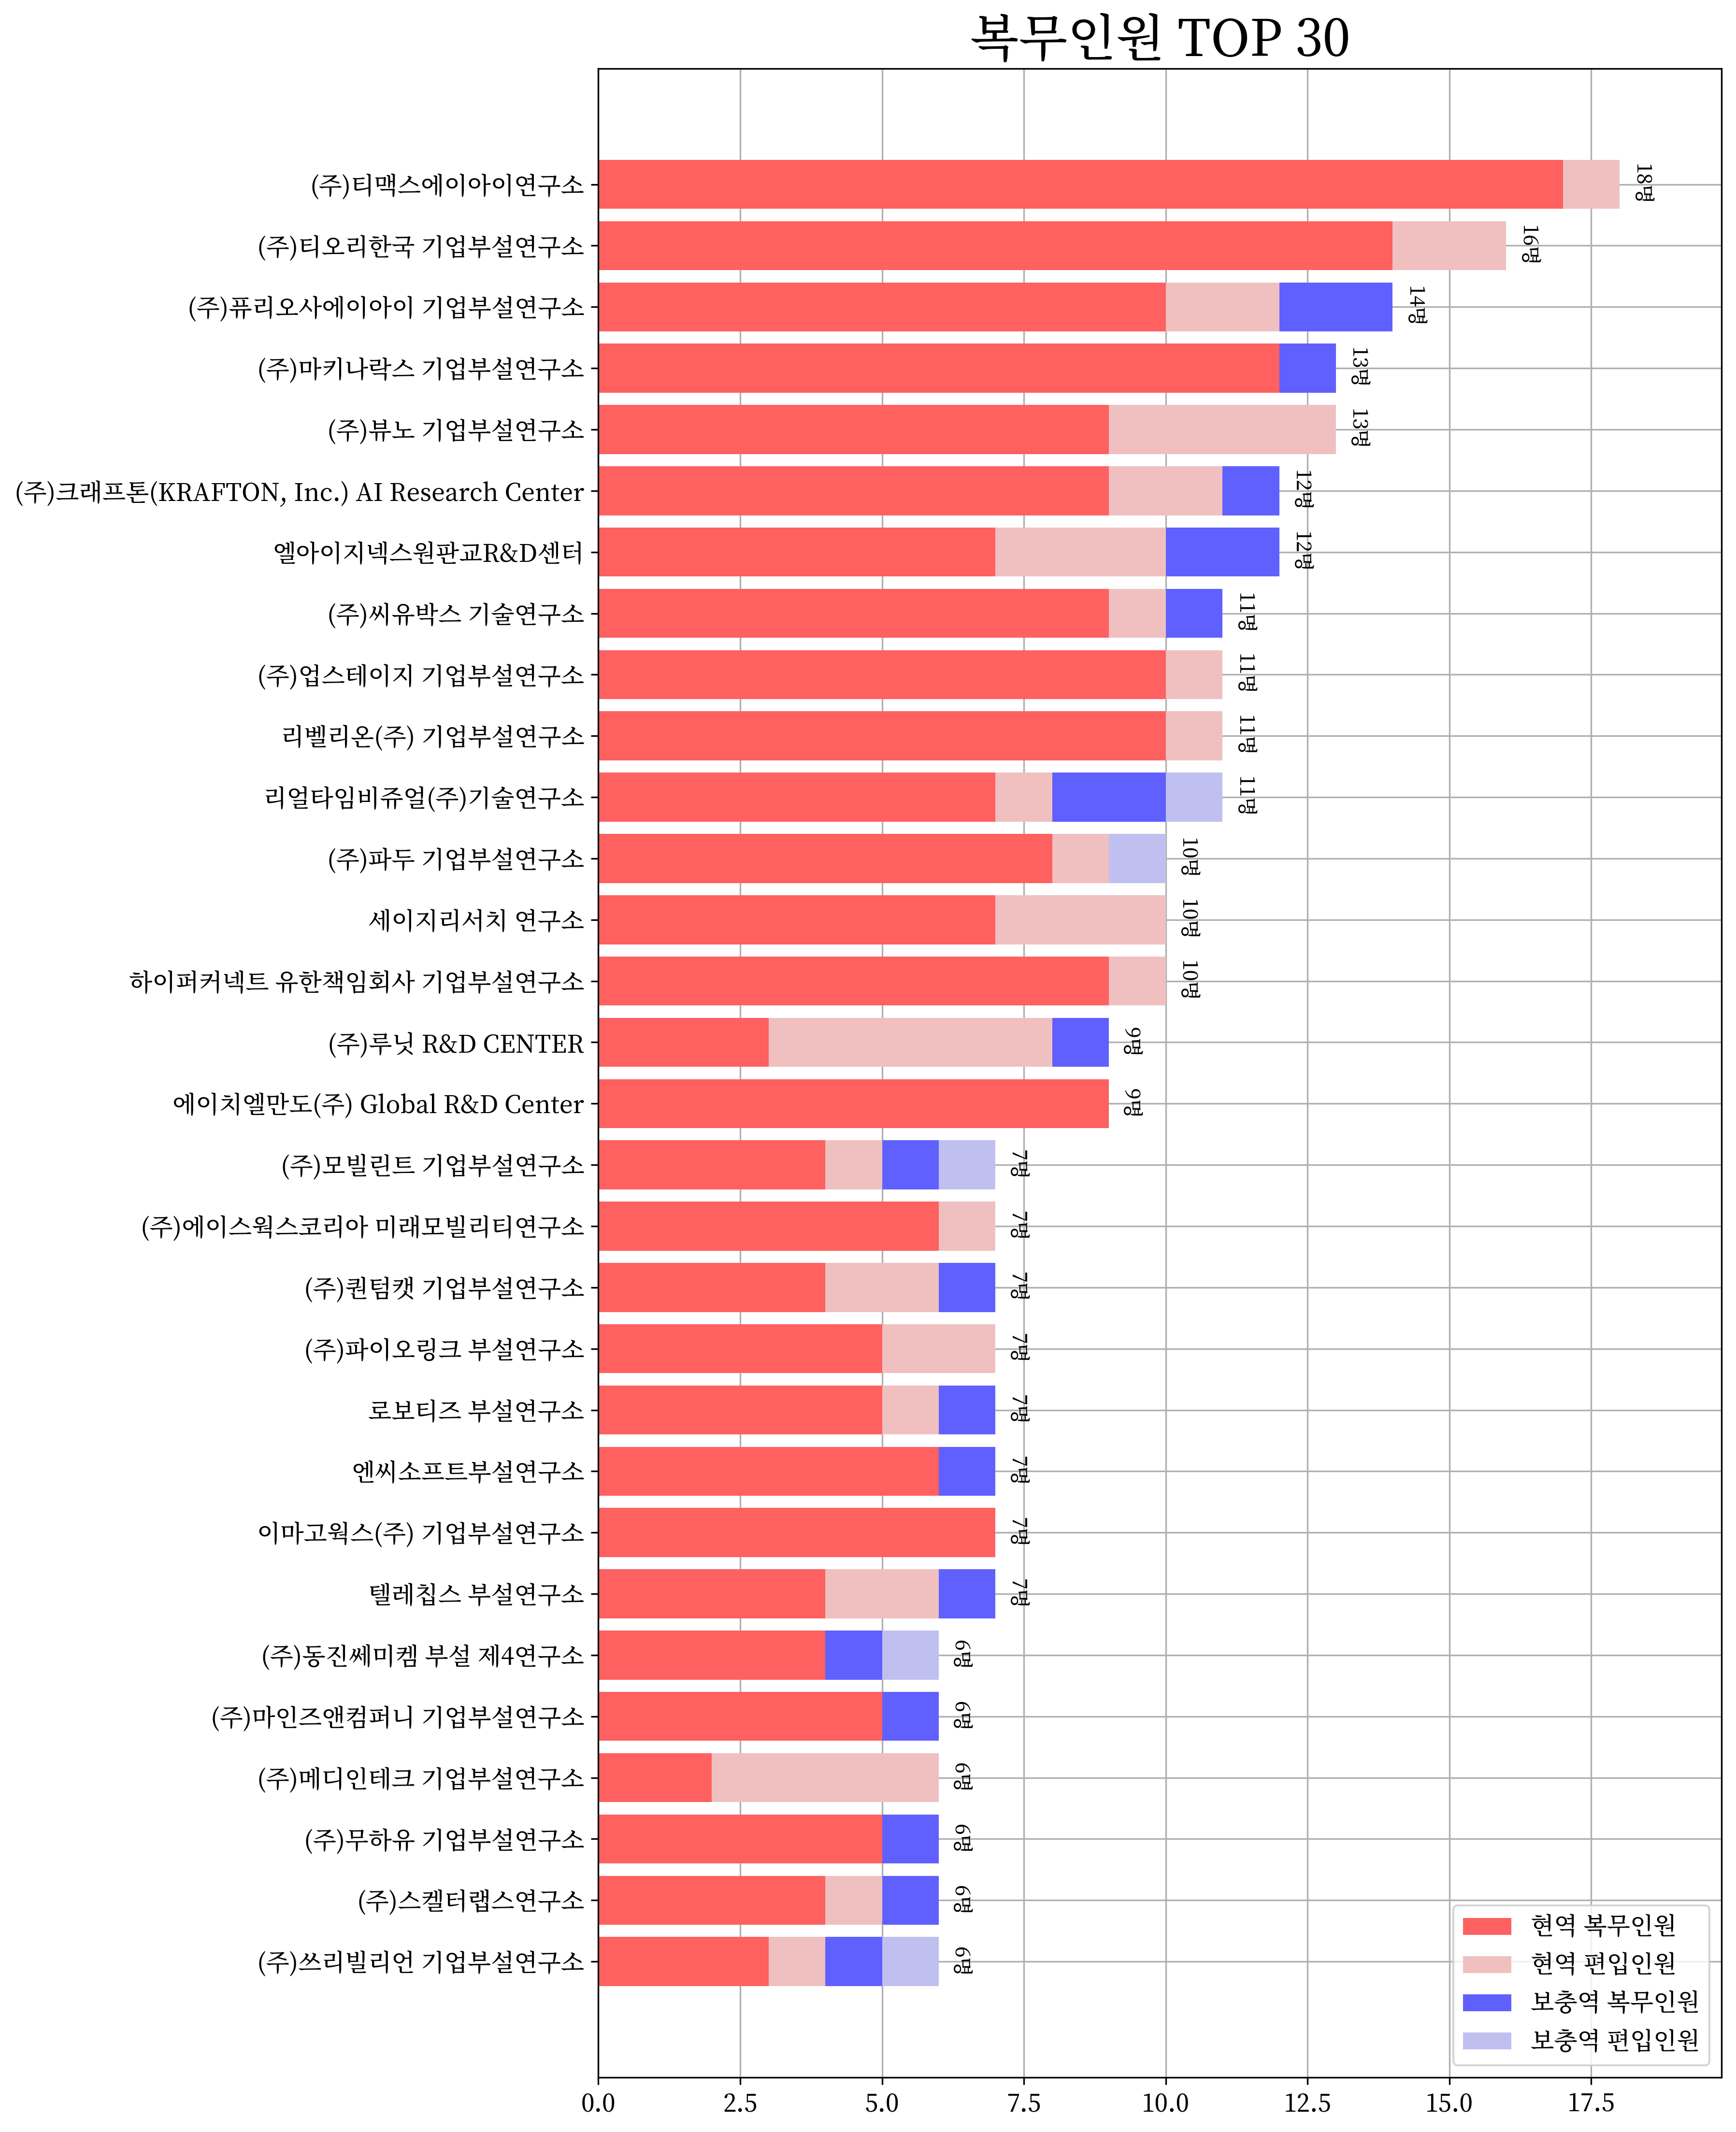 복무인원 TOP 30
(주)티맥스에이아이연구소
18명
(주)티오리한국 기업부설연구소
16명
(주)퓨리오사에이아이 기업부설연구소
14명
(주)마키나락스 기업부설연구소
13명
(주)뷰노 기업부설연구소
13명
(주)크래프톤(KRAFTON, Inc.) AI Research Center
12명
엘아이지넥스원판교R&D센터
12명
(주)씨유박스 기술연구소
11명
(주)업스테이지 기업부설연구소
11명
리벨리온(주) 기업부설연구소
11명
리얼타임비쥬얼(주)기술연구소
11명
(주)파두 기업부설연구소
10명
세이지리서치 연구소
10명
하이퍼커넥트 유한책임회사 기업부설연구소
10명
(주)루닛 R&D CENTER
9명
에이치엘만도(주) Global R&D Center
9명
(주)모빌린트 기업부설연구소
7명
(주)에이스웍스코리아 미래모빌리티연구소
7명
(주)퀀텀캣 기업부설연구소
7명
(주)파이오링크 부설연구소
7명
로보티즈 부설연구소
7명
엔씨소프트부설연구소
7명
이마고웍스(주) 기업부설연구소
7명
텔레칩스 부설연구소
7명
(주)동진쎄미켐 부설 제4연구소
6명
(주)마인즈앤컴퍼니 기업부설연구소
6명
(주)메디인테크 기업부설연구소
6명
(주)무하유 기업부설연구소
6명
(주)스켈터랩스연구소
6명
(주)쓰리빌리언 기업부설연구소
6명
현역 복무인원
현역 편입인원
보충역 복무인원
보충역 편입인원
0.0 2.5 5.0 7.5 10.0 12.5 15.0 17.5